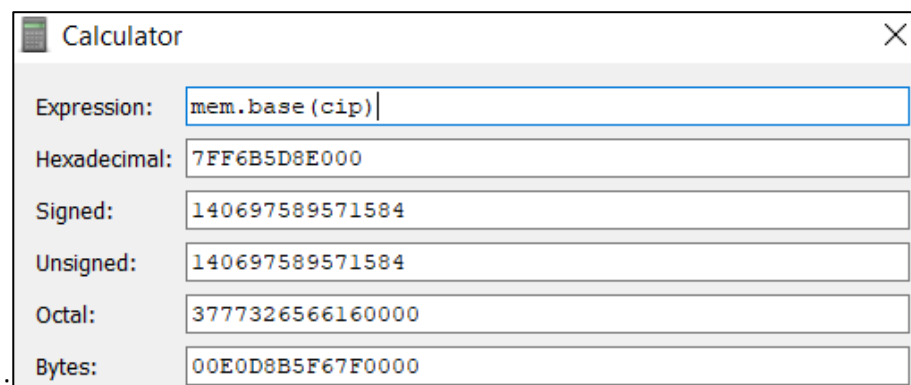 Calculator
Expression: mem.base(cip)
Hexadecimal: 7FF6B5D8E000
Signed: 140697589571584
Unsigned: 140697589571584
Octal: 3777326566160000
Bytes: 00E0D8B5F67F0000
.